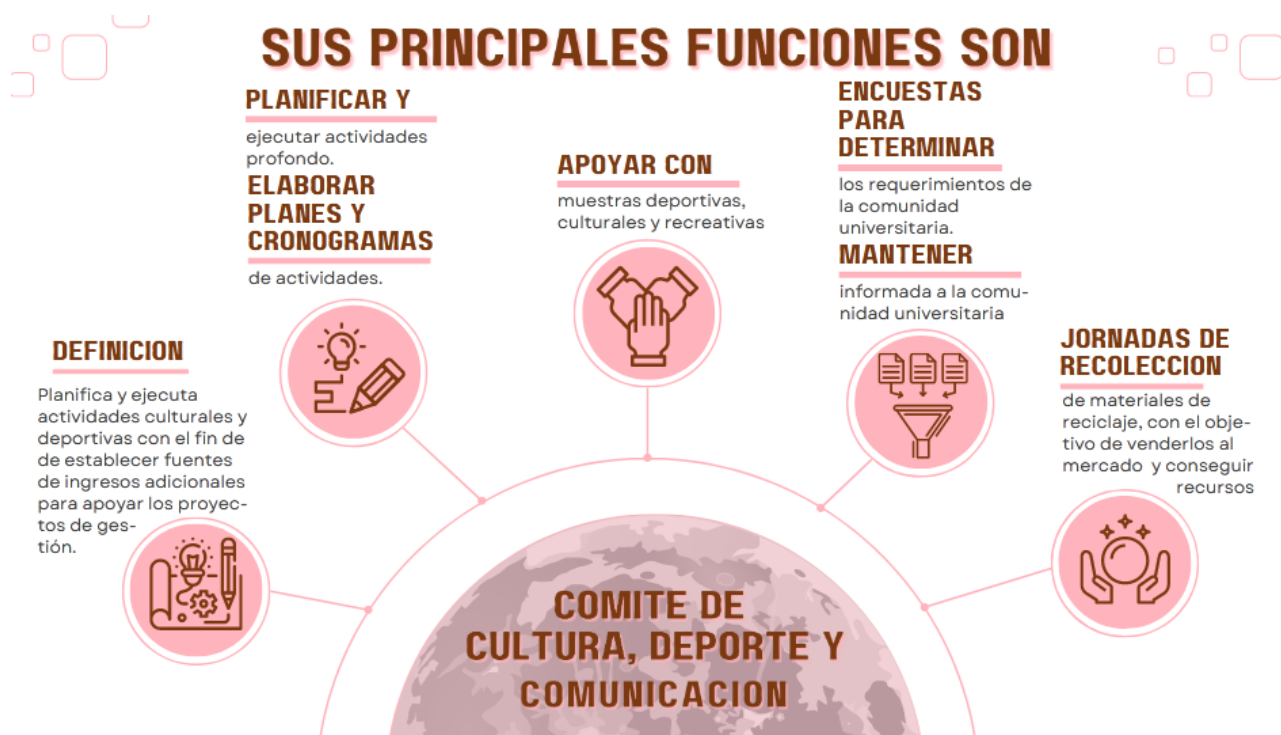 SUS PRINCIPALES FUNCIONES SON
PLANIFICAR Y
ejecutar actividades
profondo.
ELABORAR
PLANES Y
CRONOGRAMAS
de actividades.
APOYAR CON
muestras deportivas,
culturales y recreativas
ENCUESTAS
PARA
DETERMINAR
los requerimientos de
la comunidad
universitaria.
MANTENER
informada a la comu-
nidad universitaria
DEFINICION
Planifica y ejecuta
actividades culturales y
deportivas con el fin de
de establecer fuentes
de ingresos adicionales
para apoyar los proyec-
tos de ges-
tión.
JORNADAS DE
RECOLECCION
de materiales de
reciclaje, con el obje-
tivo de venderlos al
mercado y conseguir
recursos
COMITE DE
CULTURA, DEPORTE Y
COMUNICACION